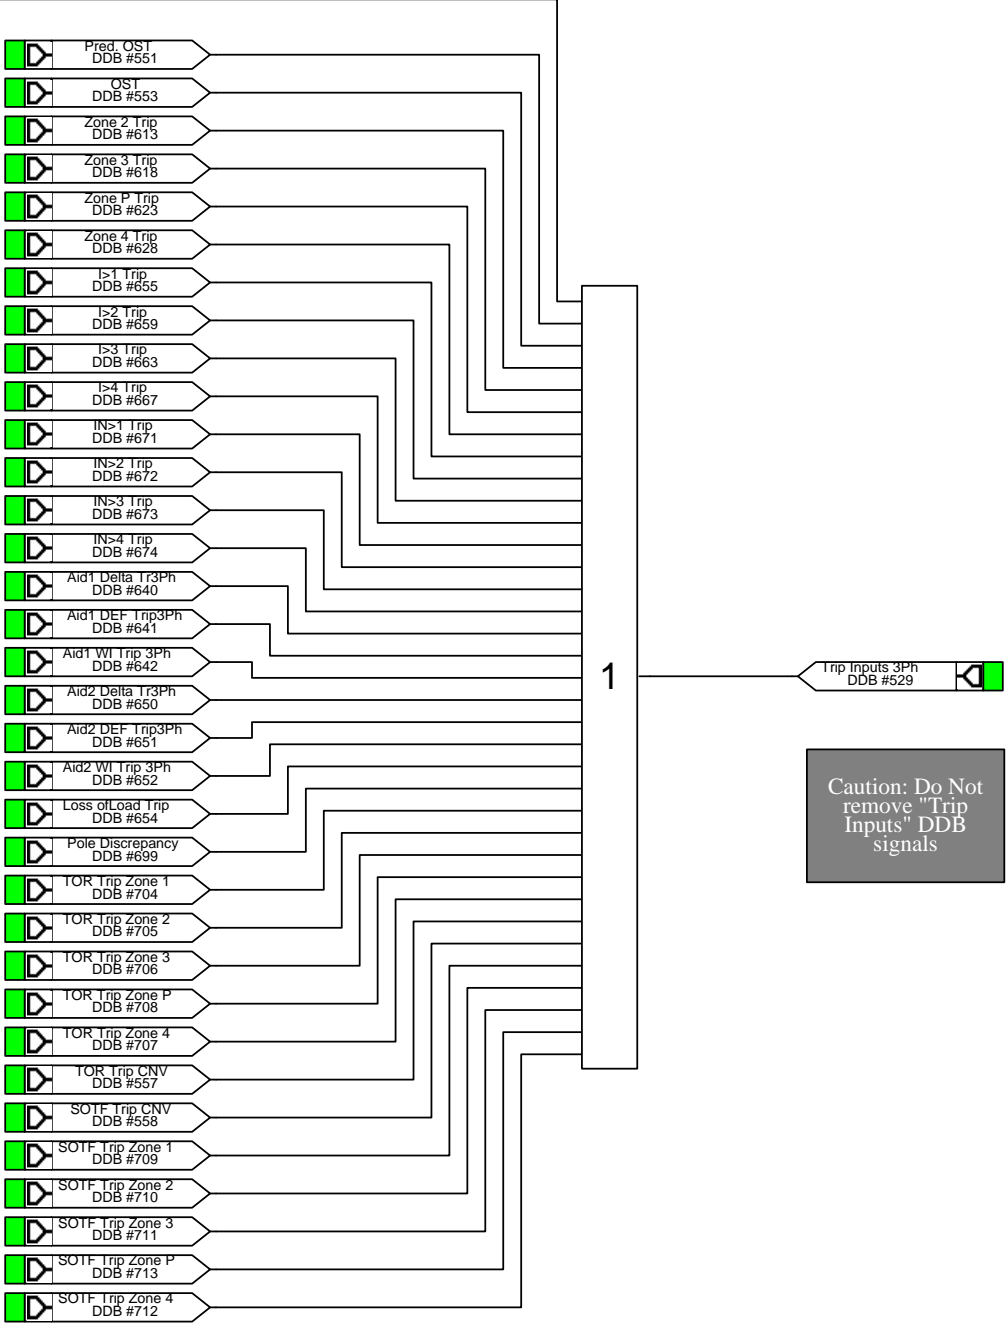 Pred. OST
DDB #551
OST
DDB #553
Zone 2 Trip
DDB #613
Zone 3 Trip
DDB #618
Zone P Trip
DDB #623
Zone 4 Trip
DDB #628
I>1 Trip
DDB #655
I>2 Trip
DDB #659
I>3 Trip
DDB #663
I>4 Trip
DDB #667
IN>1 Trip
DDB #671
IN>2 Trip
DDB #672
IN>3 Trip
DDB #673
IN>4 Trip
DDB #674
Aid1 Delta Tr3Ph
DDB #640
Aid1 DEF Trip3Ph
DDB #641
Aid1 WI Trip 3Ph
DDB #642
Aid2 Delta Tr3Ph
DDB #650
Aid2 DEF Trip3Ph
DDB #651
Aid2 WI Trip 3Ph
DDB #652
Loss ofLoad Trip
DDB #654
Pole Discrepancy
DDB #699
TOR Trip Zone 1
DDB #704
TOR Trip Zone 2
DDB #705
TOR Trip Zone 3
DDB #706
TOR Trip Zone P
DDB #708
TOR Trip Zone 4
DDB #707
TOR Trip CNV
DDB #557
SOTF Trip CNV
DDB #558
SOTF Trip Zone 1
DDB #709
SOTF Trip Zone 2
DDB #710
SOTF Trip Zone 3
DDB #711
SOTF Trip Zone P
DDB #713
SOTF Trip Zone 4
DDB #712
1
Trip Inputs 3Ph
DDB #529
Caution: Do Not
remove "Trip
Inputs" DDB
signals